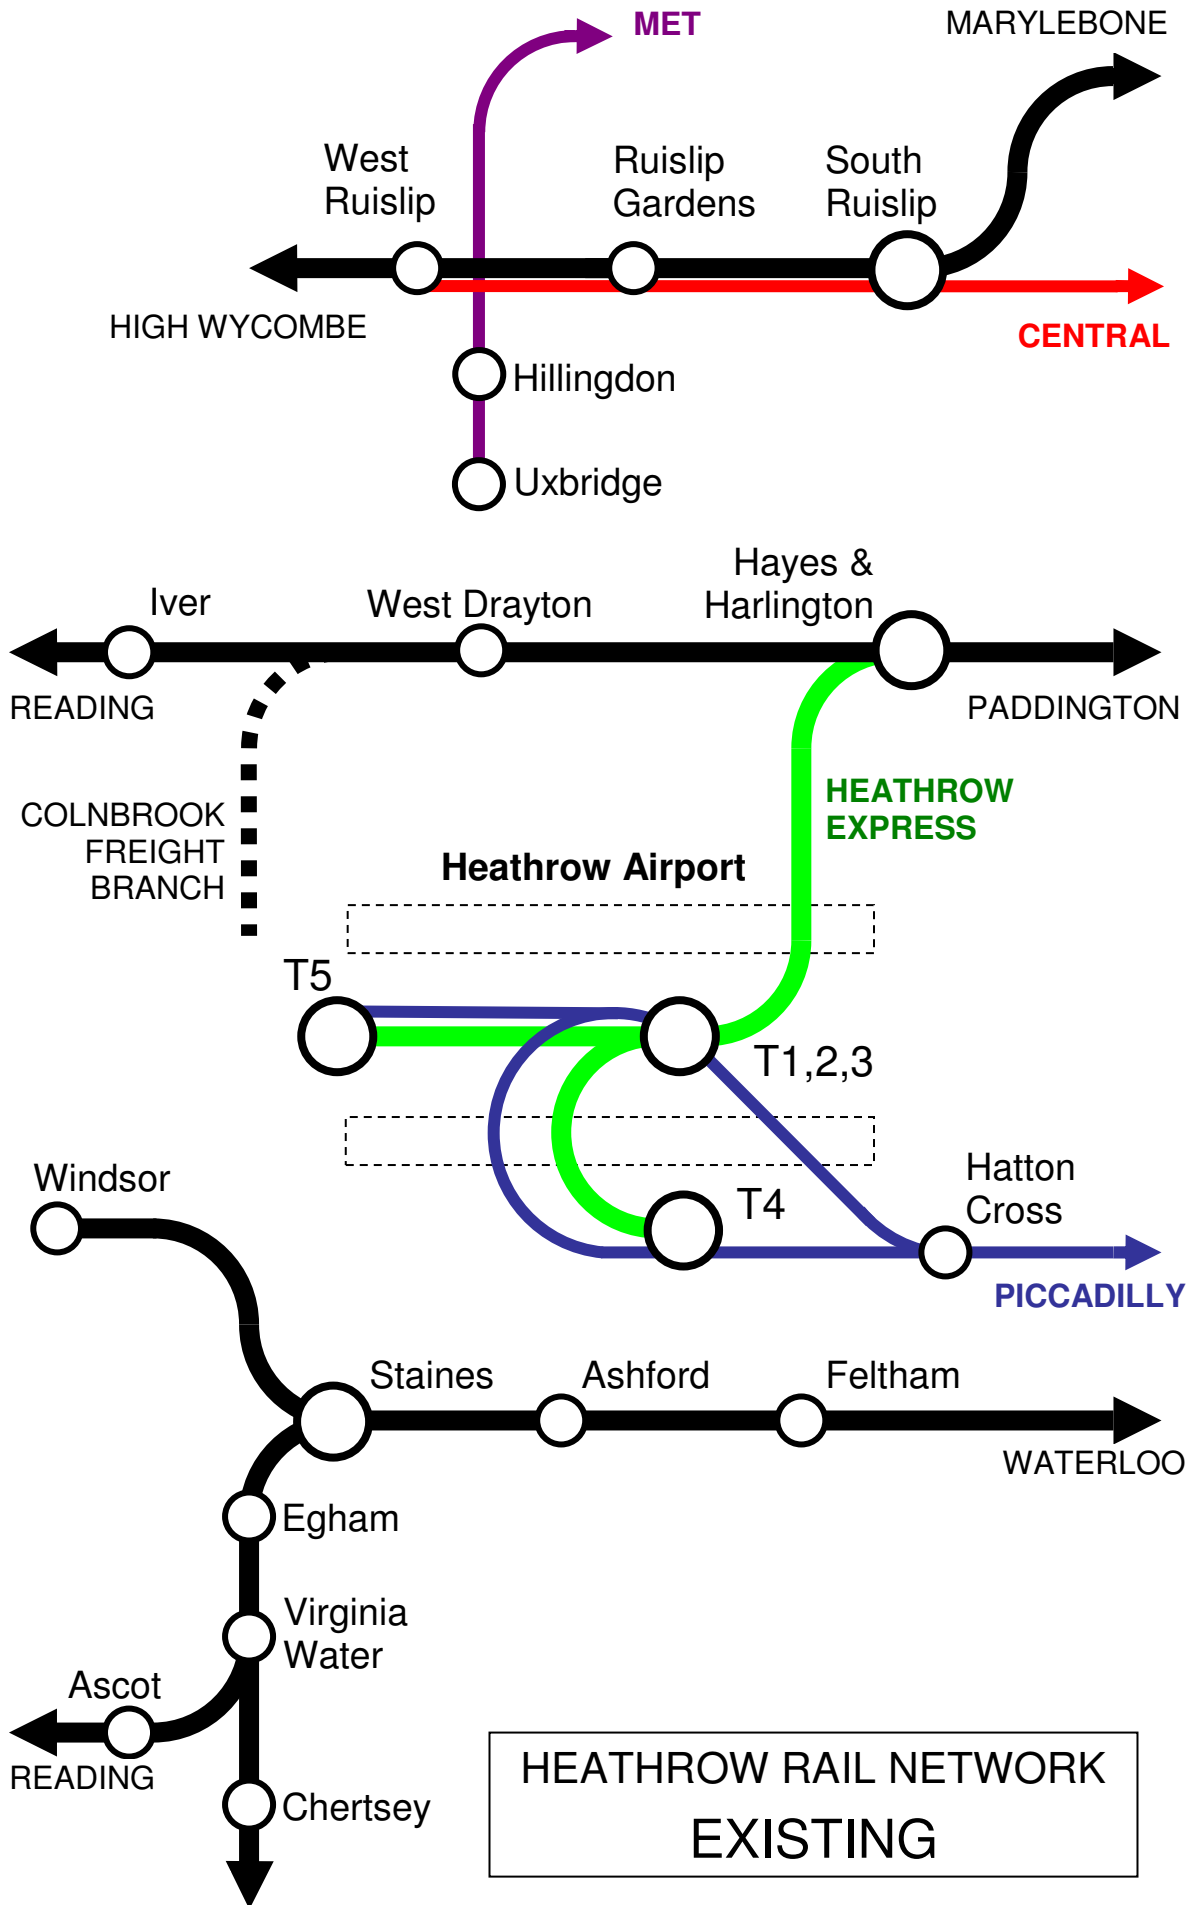 MET
MARYLEBONE
West
Ruislip
Ruislip
Gardens
South
Ruislip
HIGH WYCOMBE
CENTRAL
Hillingdon
Uxbridge
Hayes &
Harlington
Iver
West Drayton
READING
PADDINGTON
COLNBROOK
FREIGHT
BRANCH
HEATHROW
EXPRESS
Heathrow Airport
T5
T1,2,3
Windsor
T4
Hatton
Cross
PICCADILLY
Staines
Ashford
Feltham
WATERLOO
Egham
Virginia
Water
Ascot
READING
Chertsey
HEATHROW RAIL NETWORK
EXISTING